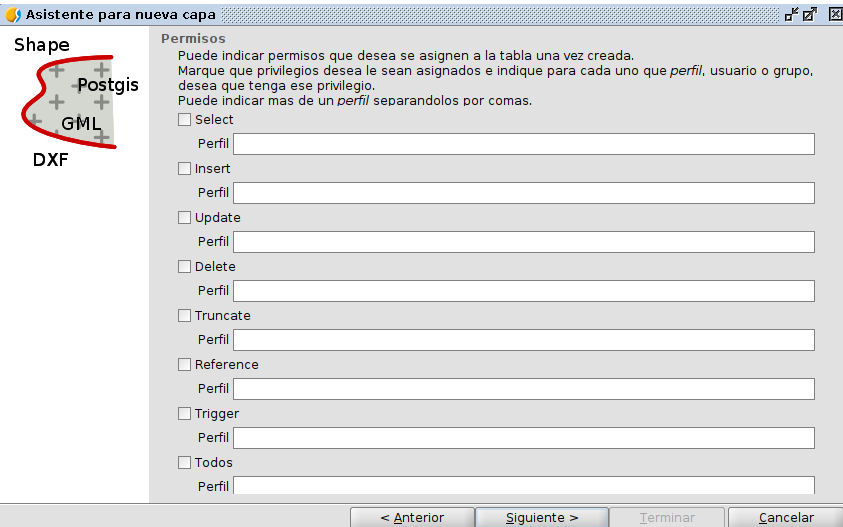 Asistente para nueva capa
Shape
Postgis
GML
DXF
Permisos
Puede indicar permisos que desea se asignen a la tabla una vez creada.
Marque que privilegios desea le sean asignados e indique para cada uno que perfil, usuario o grupo,
desea que tenga ese privilegio.
Puede indicar mas de un perfil separandolos por comas.
Select
Perfil
Insert
Perfil
Update
Perfil
Delete
Perfil
Truncate
Perfil
Reference
Perfil
Trigger
Perfil
Todos
Perfil
< Anterior
Siguiente >
Terminar
Cancelar